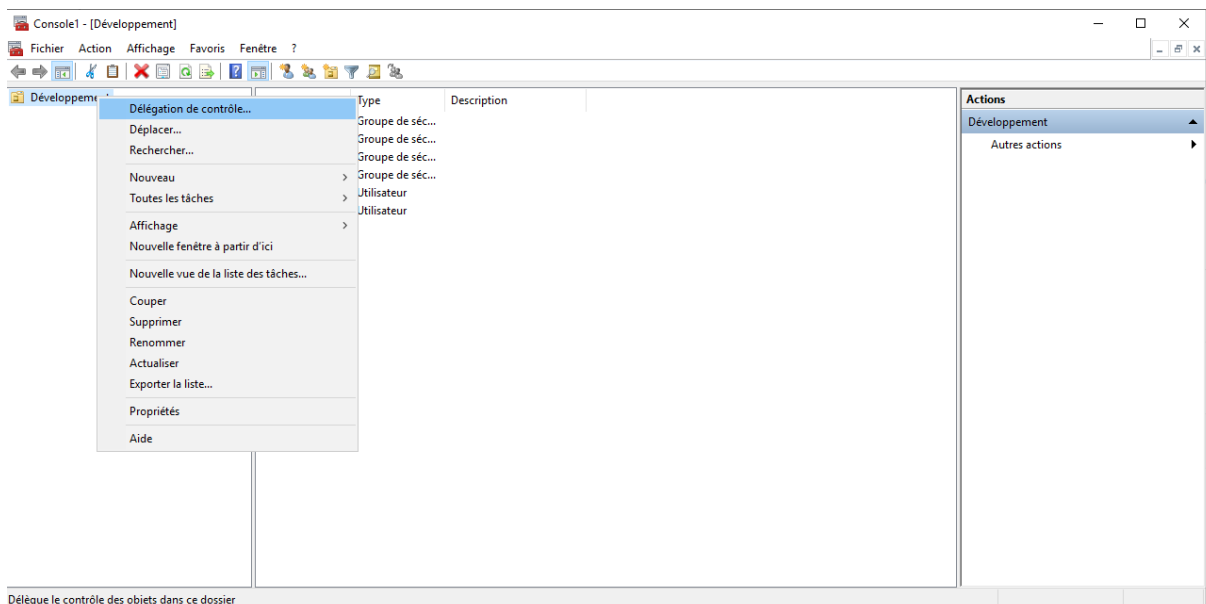 Console1 - [Développement]
Fichier Action Affichage Favoris Fenêtre ?
Développement
Délégation de contrôle...
Déplacer...
Rechercher...
Nouveau
Toutes les tâches
Affichage
Nouvelle fenêtre à partir d'ici
Nouvelle vue de la liste des tâches...
Couper
Supprimer
Renommer
Actualiser
Exporter la liste...
Propriétés
Aide
Type Description
Groupe de séc...
Groupe de séc...
Groupe de séc...
Groupe de séc...
Utilisateur
Utilisateur
Actions
Développement
Autres actions
Délègue le contrôle des objets dans ce dossier